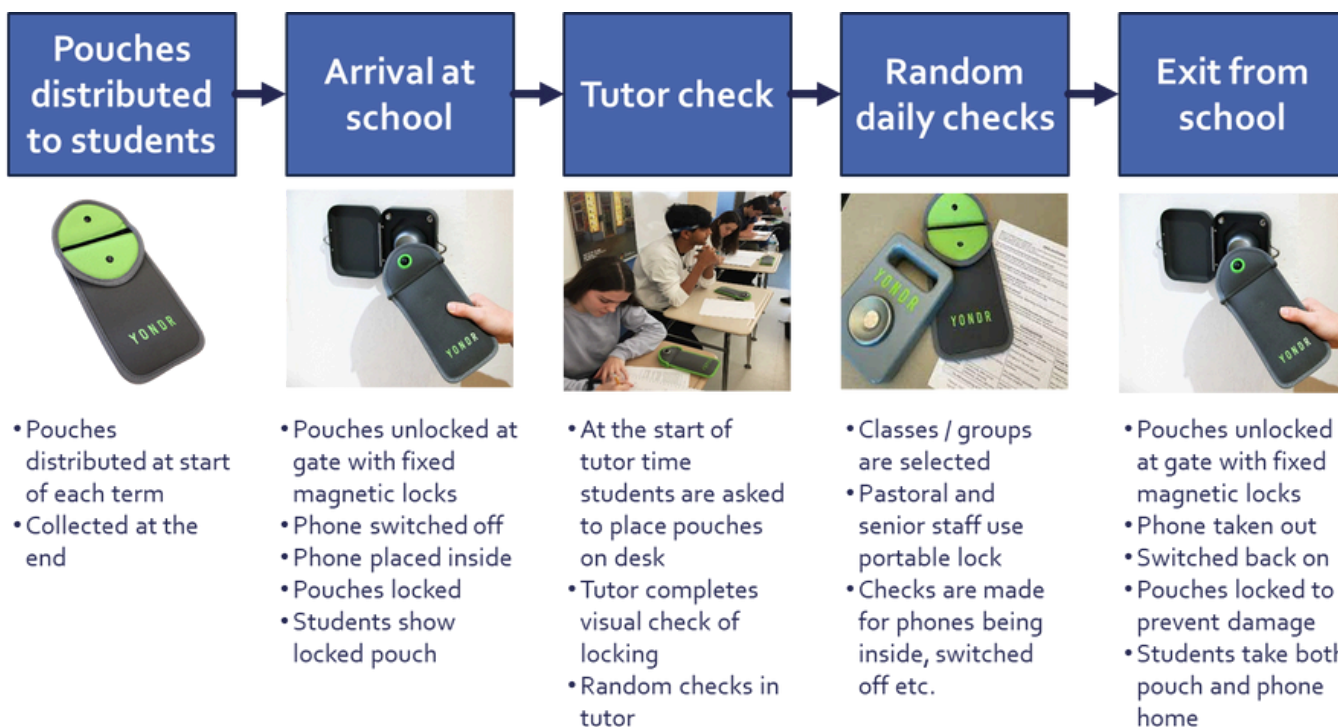 Pouches
distributed
to students
Arrival at
school
Tutor check
Random
daily checks
Exit from
school
YONDR
YONDR
YONDR
YONDR
YONDR
• Pouches
distributed at start
of each term
• Collected at the
end
• Pouches unlocked at
gate with fixed
magnetic locks
• Phone switched off
• Phone placed inside
• Pouches locked
• Students show
locked pouch
• At the start of
tutor time
students are asked
to place pouches
on desk
• Tutor completes
visual check of
locking
• Random checks in
tutor
• Classes / groups
are selected
• Pastoral and
senior staff use
portable lock
• Checks are made
for phones being
inside, switched
off etc.
• Pouches unlocked
at gate with fixed
magnetic locks
• Phone taken out
• Switched back on
• Pouches locked to
prevent damage
• Students take both
pouch and phone
home